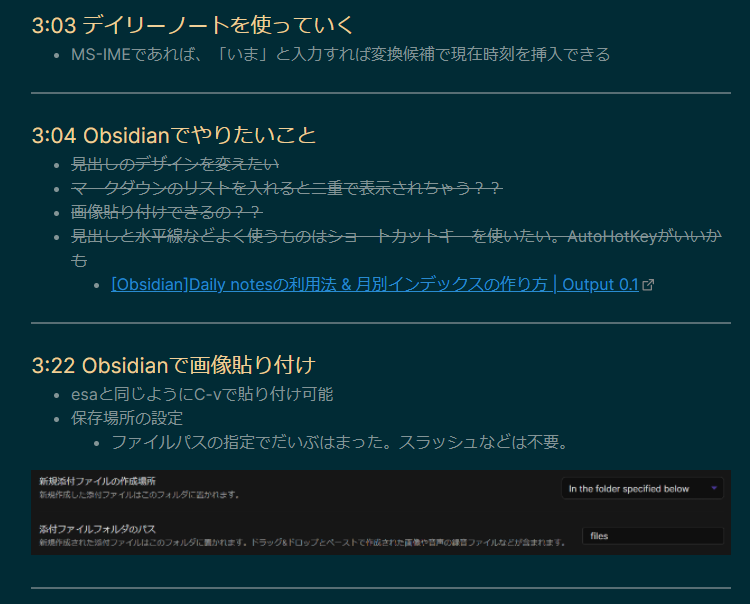 3:03 デイリーノートを使っていく
MS-IMEであれば、「いま」と入力すれば変換候補で現在時刻を挿入できる
3:04 Obsidianでやりたいこと
見出しのデザインを変えたい
マークダウンのリストを入れると二重で表示されちゃう？？
画像貼り付けできるの？？
見出しと水平線などよく使うものはショートカットキーを使いたい。AutoHotKeyがいいか
も
[Obsidian]Daily notesの利用法 & 月別インデックスの作り方 | Output 0.1
3:22 Obsidianで画像貼り付け
esaと同じようにC-vで貼り付け可能
保存場所の設定
ファイルパスの指定でだいぶはまった。スラッシュなどは不要。
新規添付ファイルの作成場所
新規作成した添付ファイルはこのフォルダに置かれます。
In the folder specified below
添付ファイルフォルダのパス
新規作成された添付ファイルはこのフォルダに置かれます。ドラッグ&ドロップとペーストで作成された画像や音声の録音ファイルなどが含まれます。
files